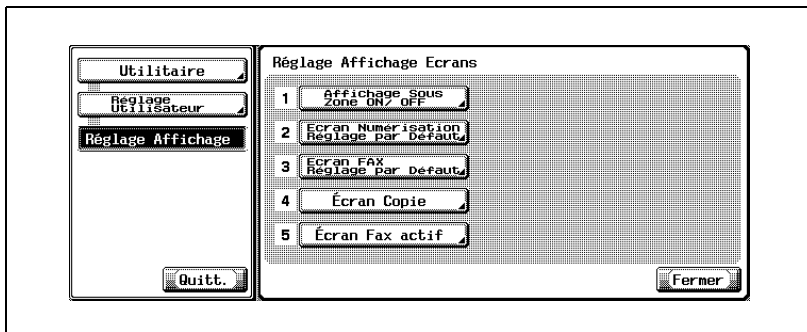 Utilitaire
Réglage
Utilisateur
Réglage Affichage
Quitt.
Réglage Affichage Ecrans
1 Affichage Sous
Zone ON/ OFF
2 Ecran Numérisation
Réglage par Défaut
3 Ecran FAX
Réglage par Défaut
4 Écran Copie
5 Écran Fax actif
Fermer